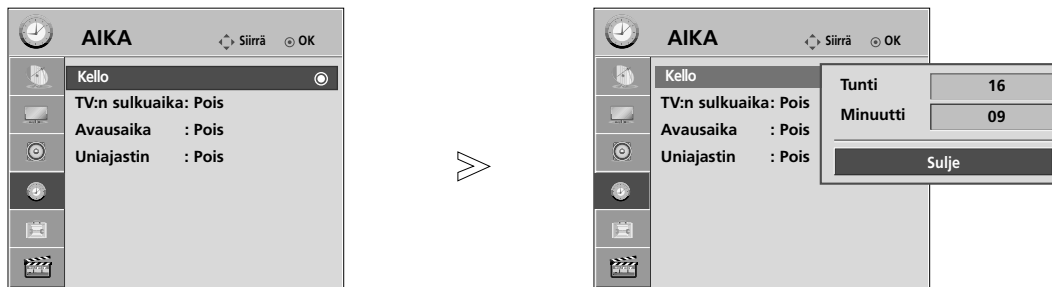 AIKA Siirrä OK
Kello
TV:n sulkuaika: Pois
Avausaika : Pois
Uniajastin : Pois
>
AIKA Siirrä OK
Kello
TV:n sulkuaika: Pois
Avausaika : Pois
Uniajastin : Pois
Tunti 16
Minuutti 09
Sulje